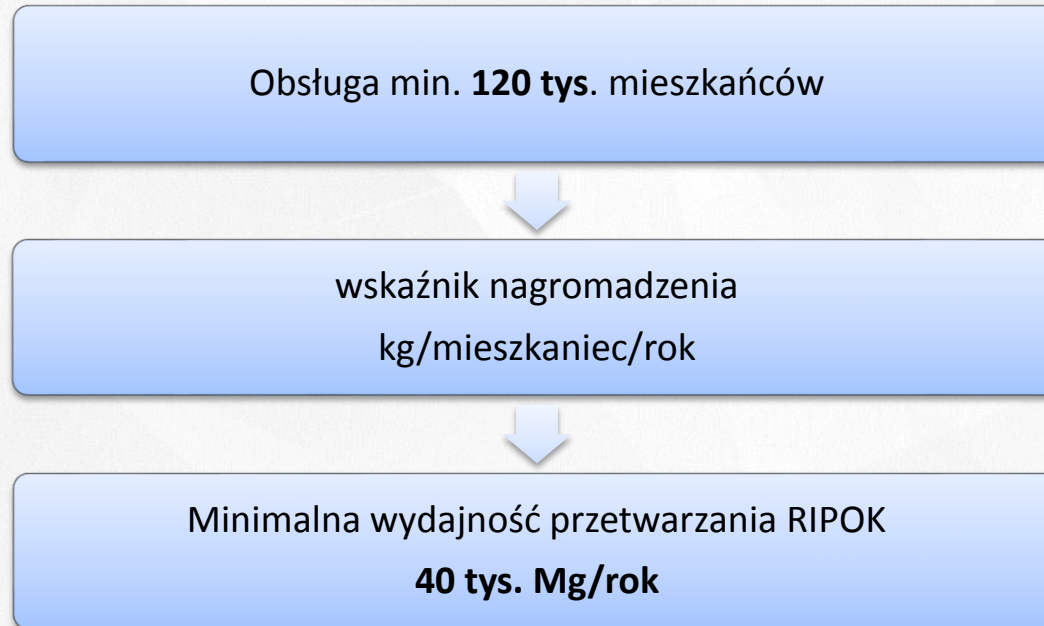 Obsługa min. 120 tys. mieszkańców
wskaźnik nagromadzenia
kg/mieszkaniec/rok
Minimalna wydajność przetwarzania RIPOK
40 tys. Mg/rok